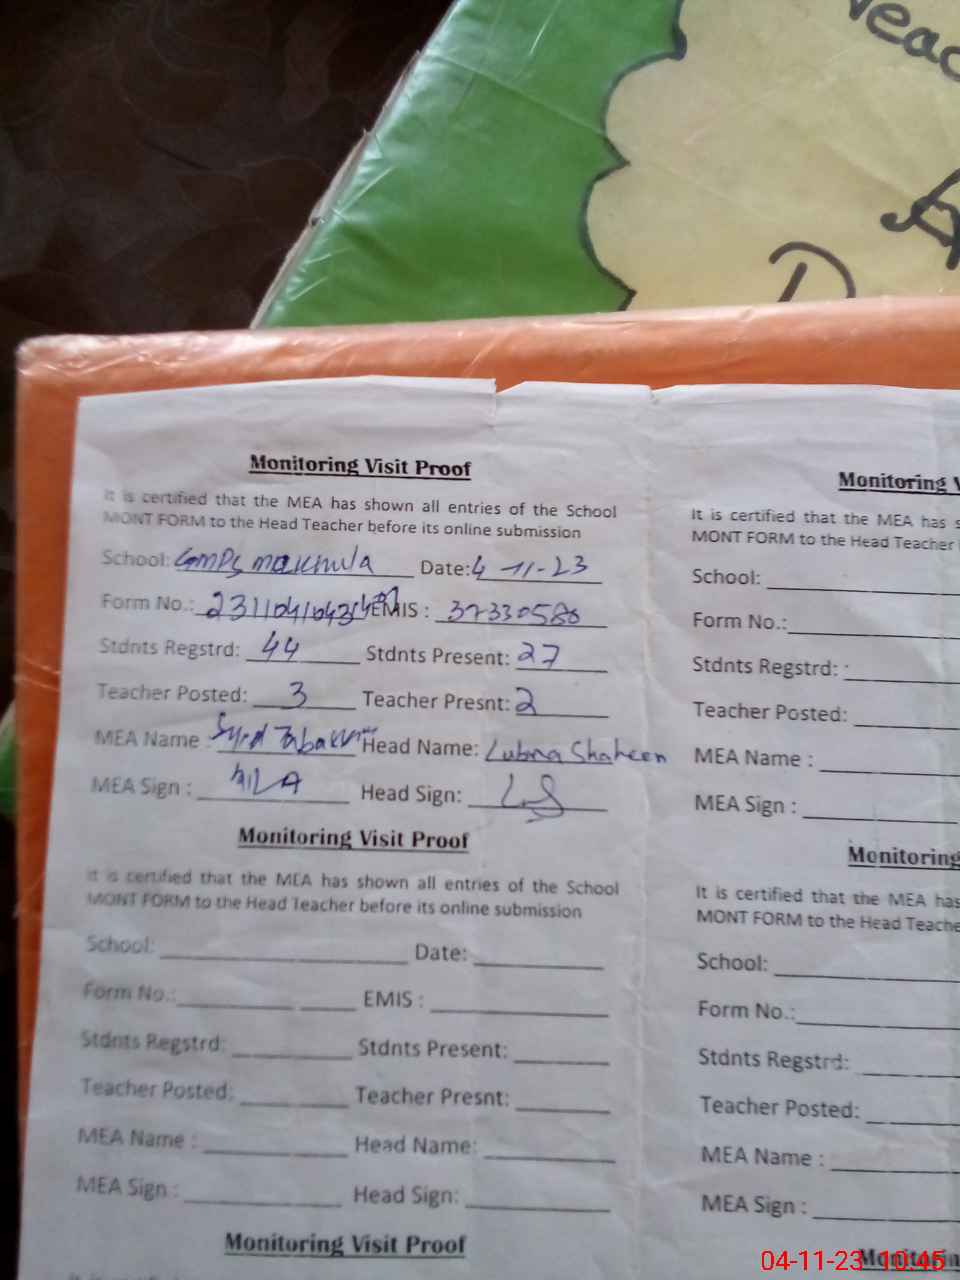 Monitoring Visit Proof
It is certified that the MEA has shown all entries of the School
MONT FORM to the Head Teacher before its online submission
School: GMPS makhula Date: 4-11-23
Form No.: EMIS : 37330580
Stdnts Regstrd: 44 Stdnts Present: 27
Teacher Posted: 3 Teacher Presnt: 2
MEA Name : Syed Head Name: Lubna Shaheen
MEA Sign : Head Sign: LS
Monitoring Visit Proof
It is certified that the MEA has shown all entries of the School
MONT FORM to the Head Teacher before its online submission
School: Date:
Form No.: EMIS :
Stdnts Regstrd: Stdnts Present:
Teacher Posted: Teacher Presnt:
MEA Name : Head Name:
MEA Sign : Head Sign:
Monitoring Visit Proof
Monitoring V
It is certified that the MEA has s
MONT FORM to the Head Teacher
School:
Form No.:
Stdnts Regstrd:
Teacher Posted:
MEA Name :
MEA Sign :
Monitoring
It is certified that the MEA has
MONT FORM to the Head Teache
School:
Form No.:
Stdnts Regstrd:
Teacher Posted:
MEA Name :
MEA Sign :
Monitorin
04-11-23 10:45